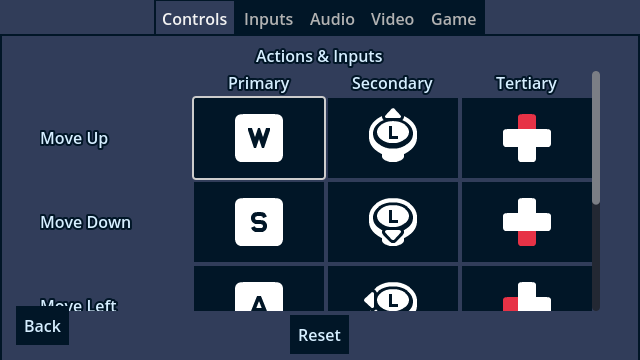 Controls Inputs Audio Video Game
Actions & Inputs
Primary Secondary Tertiary
Move Up W L
Move Down S L
Move Left A L
Back
Reset